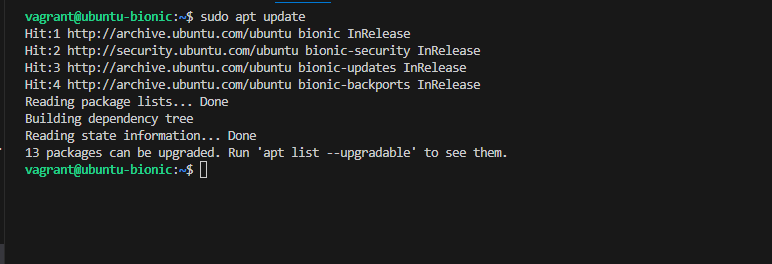 vagrant@ubuntu-bionic:~$ sudo apt update
Hit:1 http://archive.ubuntu.com/ubuntu bionic InRelease
Hit:2 http://security.ubuntu.com/ubuntu bionic-security InRelease
Hit:3 http://archive.ubuntu.com/ubuntu bionic-updates InRelease
Hit:4 http://archive.ubuntu.com/ubuntu bionic-backports InRelease
Reading package lists... Done
Building dependency tree
Reading state information... Done
13 packages can be upgraded. Run 'apt list --upgradable' to see them.
vagrant@ubuntu-bionic:~$